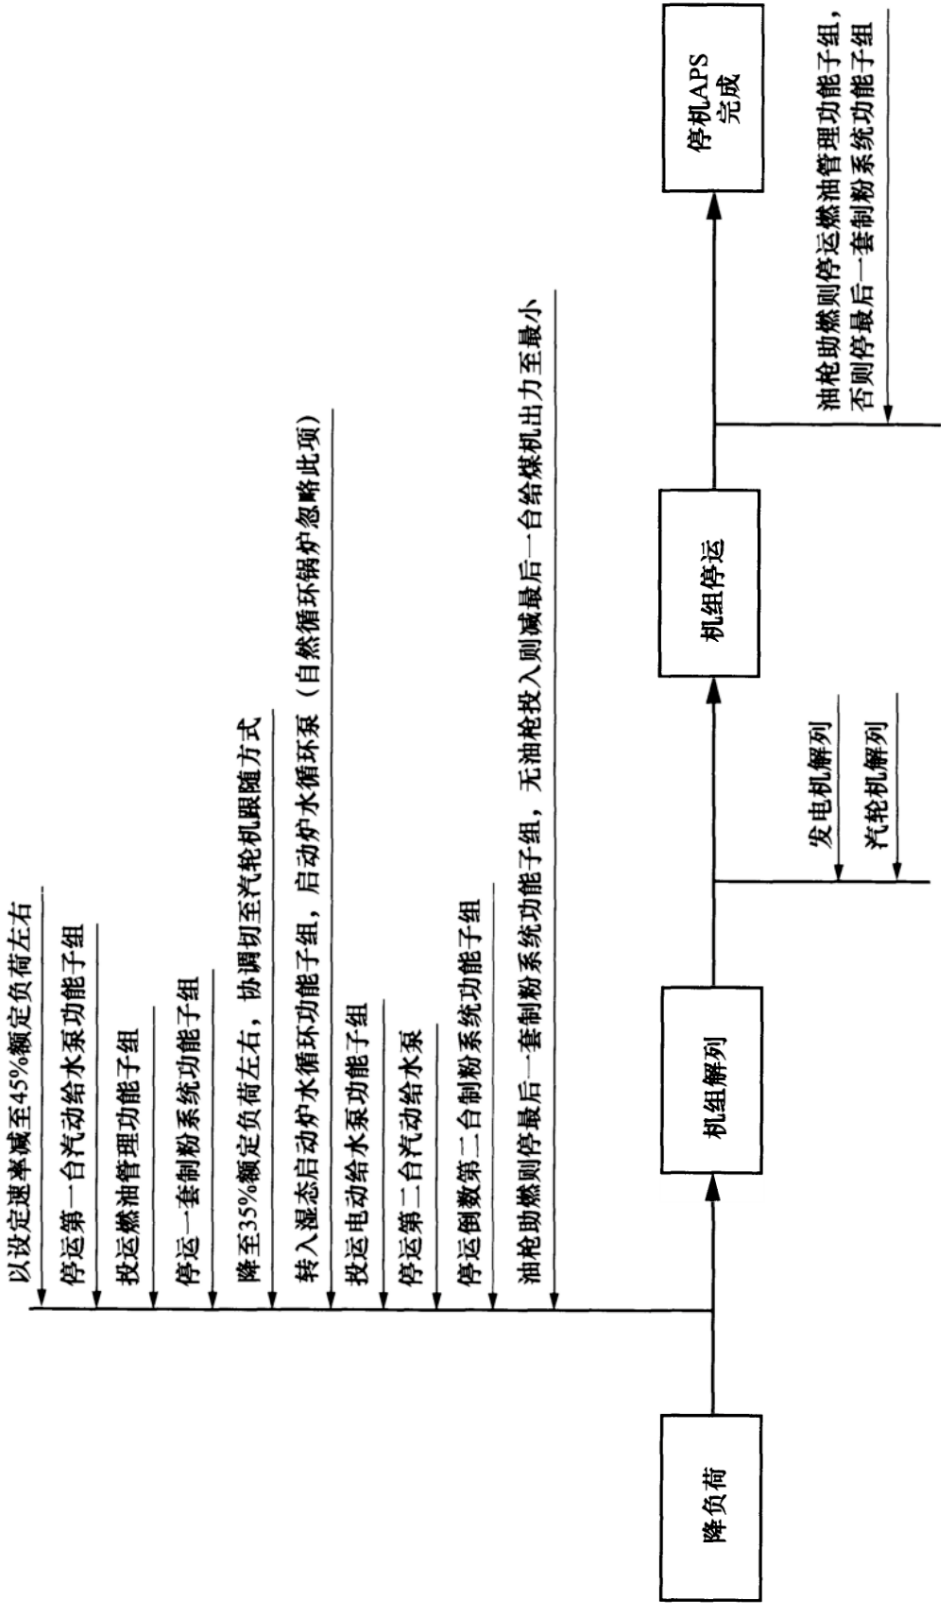 以设定速率减至45%额定负荷左右
停运第一台汽动给水泵功能子组
投运燃油管理功能子组
停运一套制粉系统功能子组
降至35%额定负荷左右，协调切至汽轮机跟随方式
转入湿态启动炉水循环功能子组，启动炉水循环泵（自然循环锅炉忽略此项）
投运电动给水泵功能子组
停运第二台汽动给水泵
停运倒数第二台制粉系统功能子组
油枪助燃则停最后一套制粉系统功能子组，无油枪投入则减最后一台给煤机出力至最小
降负荷
机组解列
机组停运
停机APS
完成
发电机解列
汽轮机解列
油枪助燃则停运燃油管理功能子组，
否则停最后一套制粉系统功能子组